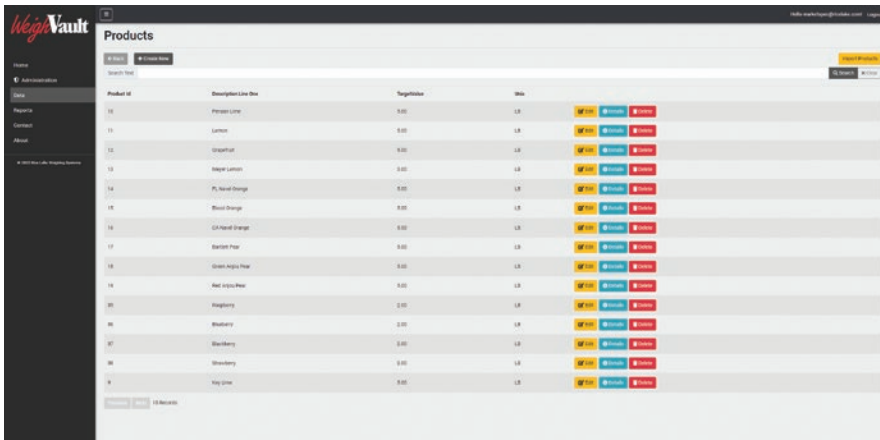 WeighVault
Products
Back
Create New
Import Products
Search Text
Search
Clear
Home
Administration
Data
Reports
Contact
About
Product Id Description Line One TargetValue Units
10 Persian Lime 5.00 LB Edit Details Delete
11 Lemon 5.00 LB Edit Details Delete
12 Grapefruit 5.00 LB Edit Details Delete
13 Meyer Lemon 5.00 LB Edit Details Delete
14 FL Navel Orange 5.00 LB Edit Details Delete
15 Blood Orange 5.00 LB Edit Details Delete
16 CA Navel Orange 5.00 LB Edit Details Delete
17 Bartlett Pear 5.00 LB Edit Details Delete
18 Green Anjou Pear 5.00 LB Edit Details Delete
19 Red Anjou Pear 5.00 LB Edit Details Delete
Raspberry 2.00 LB Edit Details Delete
Blueberry 2.00 LB Edit Details Delete
Blackberry 2.00 LB Edit Details Delete
Strawberry LB Edit Details Delete
9 Key Lime 5.00 LB Edit Details Delete
Previous Next 15 Records